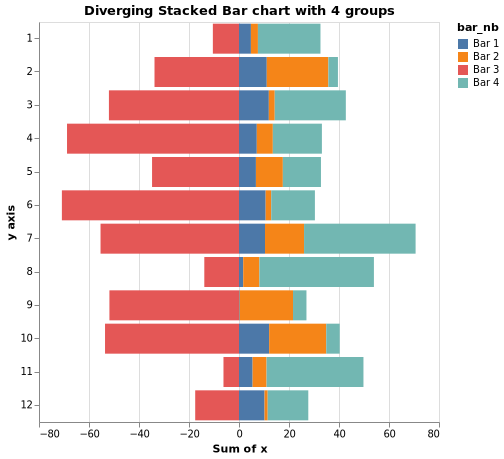 Diverging Stacked Bar chart with 4 groups
bar_nb
Bar 1
Bar 2
Bar 3
Bar 4
y axis
1
2
3
4
5
6
7
8
9
10
11
12
−80 −60 −40 −20 0 20 40 60 80
Sum of x